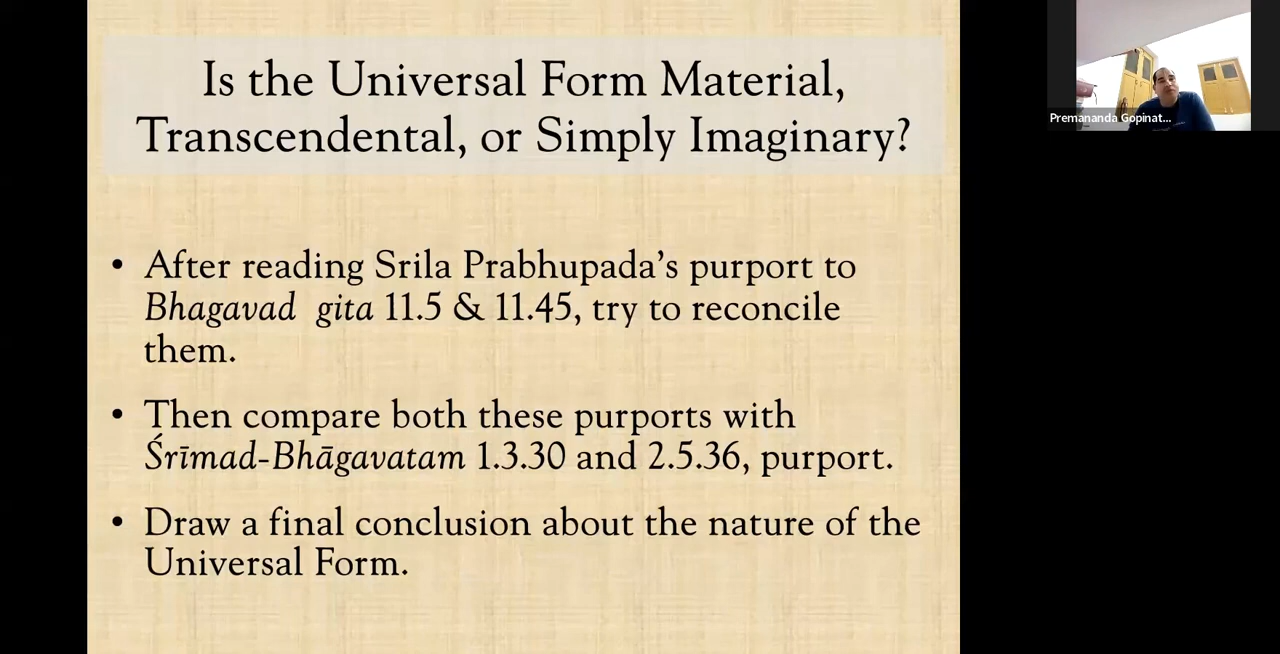 Is the Universal Form Material,
Transcendental, or Simply Imaginary?
• After reading Srila Prabhupada’s purport to
Bhagavad gita 11.5 & 11.45, try to reconcile
them.
• Then compare both these purports with
Śrīmad-Bhāgavatam 1.3.30 and 2.5.36, purport.
• Draw a final conclusion about the nature of the
Universal Form.
Premananda Gopinat...